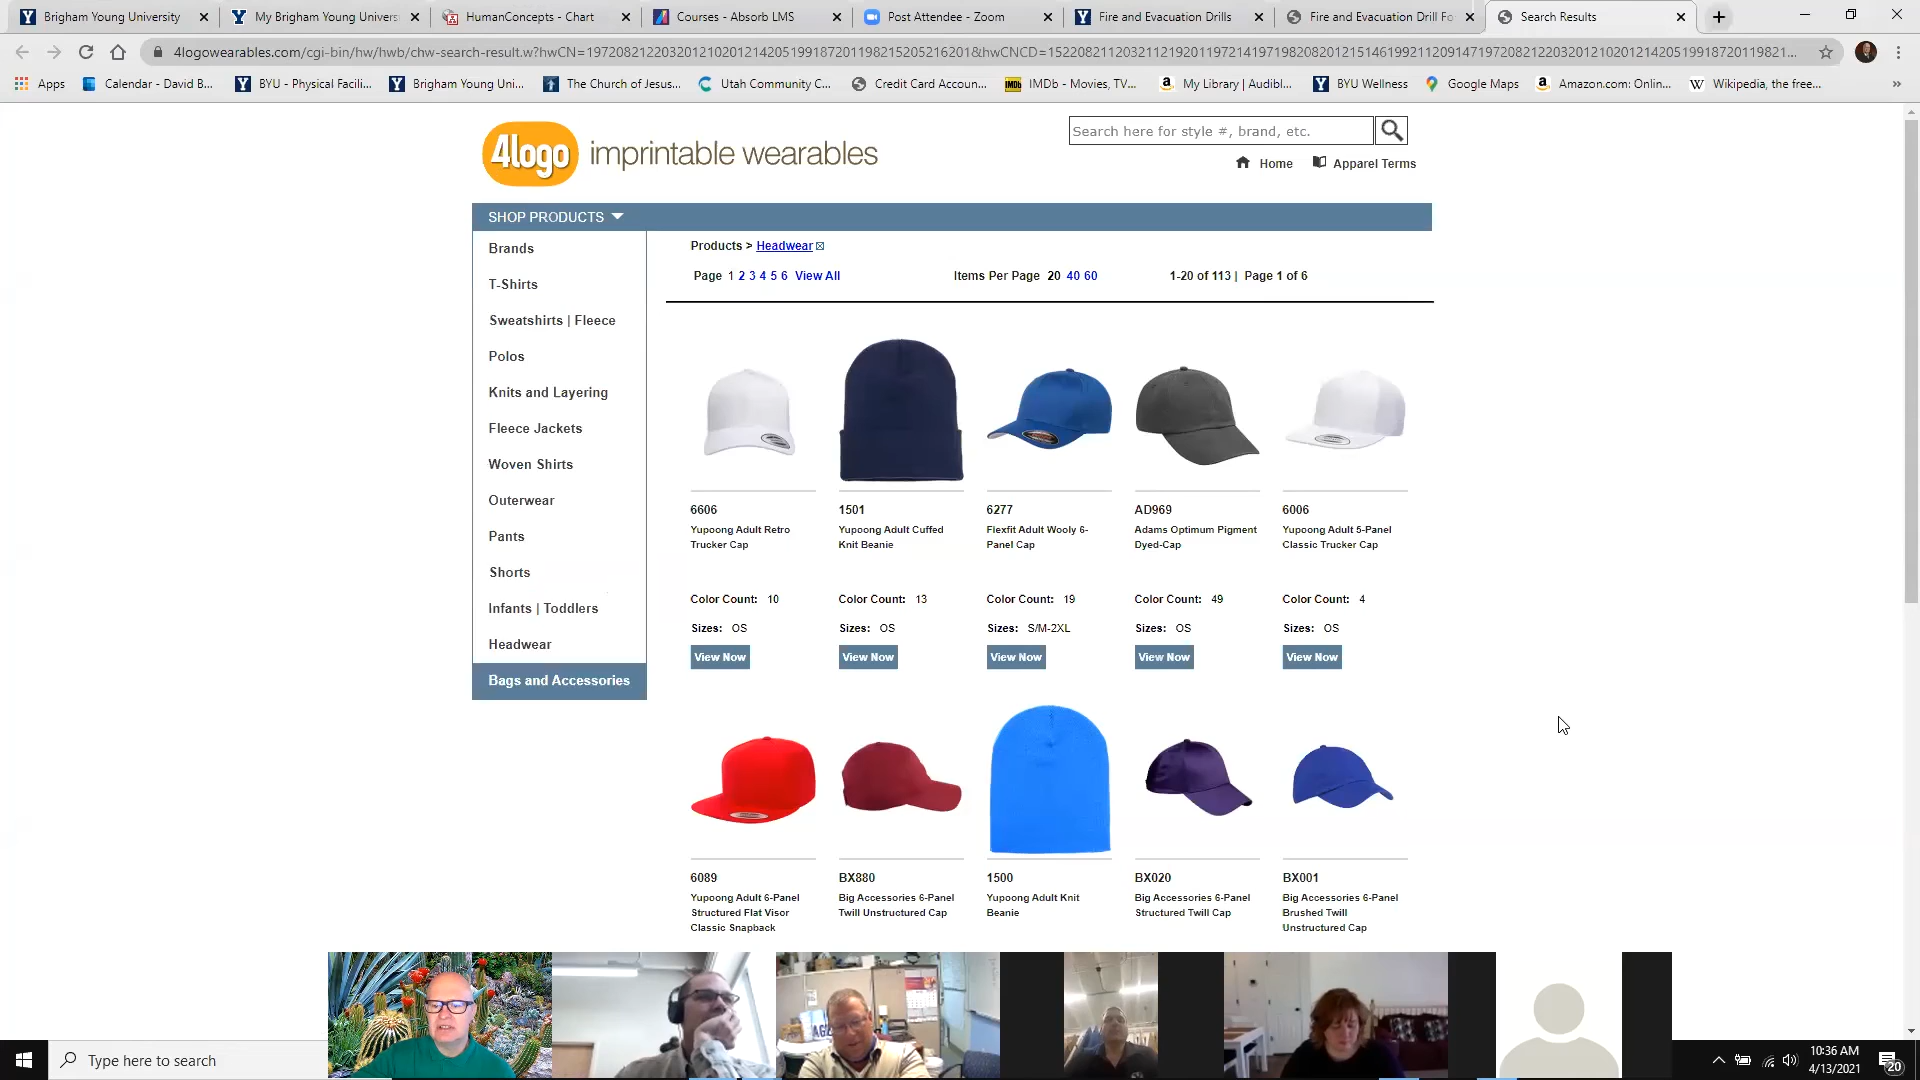 Brigham Young University
My Brigham Young Univers
HumanConcepts - Chart
Courses - Absorb LMS
Post Attendee - Zoom
Fire and Evacuation Drills
Fire and Evacuation Drill Fo
Search Results
4logowearables.com/cgi-bin/hw/hwb/chw-search-result.w?hwCN=1972082122032012102012142051991872011982152052162018&hwCNCD=...
Apps
Calendar - David B...
BYU - Physical Facili...
Brigham Young Uni...
The Church of Jesus...
Utah Community C...
Credit Card Accoun...
IMDb - Movies, TV...
My Library | Audibl...
BYU Wellness
Google Maps
Amazon.com: Onlin...
Wikipedia, the free...
4logo imprintable wearables
Search here for style #, brand, etc.
Home Apparel Terms
SHOP PRODUCTS
Brands
T-Shirts
Sweatshirts | Fleece
Polos
Knits and Layering
Fleece Jackets
Woven Shirts
Outerwear
Pants
Shorts
Infants | Toddlers
Headwear
Bags and Accessories
Products > Headwear
Page 1 2 3 4 5 6 View All Items Per Page 20 40 60 1-20 of 113 | Page 1 of 6
6606
Yupoong Adult Retro
Trucker Cap
Color Count: 10
Sizes: OS
View Now
1501
Yupoong Adult Cuffed
Knit Beanie
Color Count: 13
Sizes: OS
View Now
6277
Flexfit Adult Wooly 6-
Panel Cap
Color Count: 19
Sizes: S/M-2XL
View Now
AD969
Adams Optimum Pigment
Dyed-Cap
Color Count: 49
Sizes: OS
View Now
6006
Yupoong Adult 5-Panel
Classic Trucker Cap
Color Count: 4
Sizes: OS
View Now
6089
Yupoong Adult 6-Panel
Structured Flat Visor
Classic Snapback
BX880
Big Accessories 6-Panel
Twill Unstructured Cap
1500
Yupoong Adult Knit
Beanie
BX020
Big Accessories 6-Panel
Structured Twill Cap
BX001
Big Accessories 6-Panel
Brushed Twill
Unstructured Cap
Type here to search
10:36 AM
4/13/2021
20